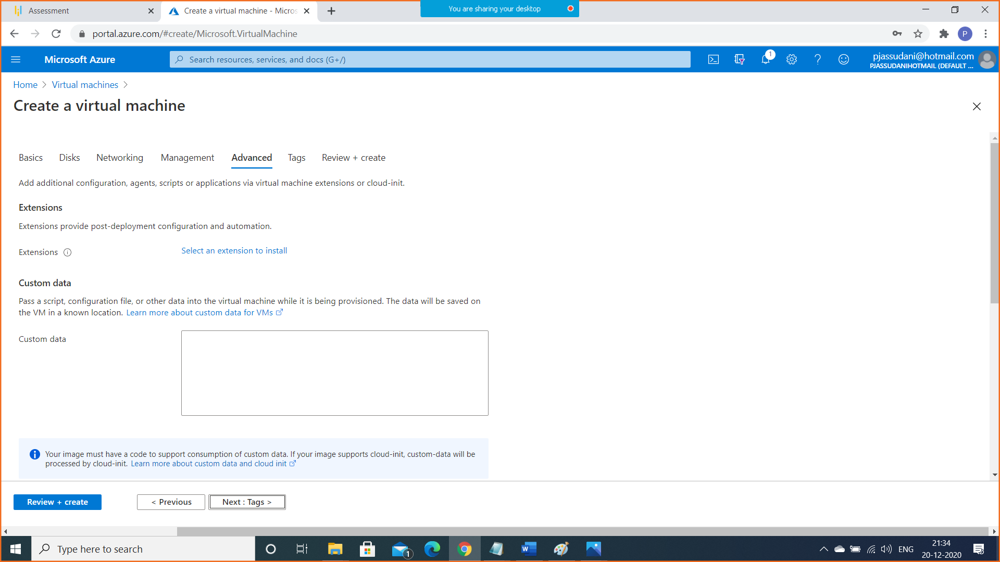 Assessment
Create a virtual machine - Micros
You are sharing your desktop
portal.azure.com/#create/Microsoft.VirtualMachine
P
Microsoft Azure
Search resources, services, and docs (G+/)
1
pjassudani@hotmail.com
PJASSUDANIHOTMAIL (DEFAULT ...
Home > Virtual machines >
Create a virtual machine
Basics Disks Networking Management Advanced Tags Review + create
Add additional configuration, agents, scripts or applications via virtual machine extensions or cloud-init.
Extensions
Extensions provide post-deployment configuration and automation.
Extensions
Select an extension to install
Custom data
Pass a script, configuration file, or other data into the virtual machine while it is being provisioned. The data will be saved on
the VM in a known location. Learn more about custom data for VMs
Custom data
Your image must have a code to support consumption of custom data. If your image supports cloud-init, custom-data will be
processed by cloud-init. Learn more about custom data and cloud init
Review + create
< Previous
Next : Tags >
Type here to search
1
ENG
21:34
20-12-2020